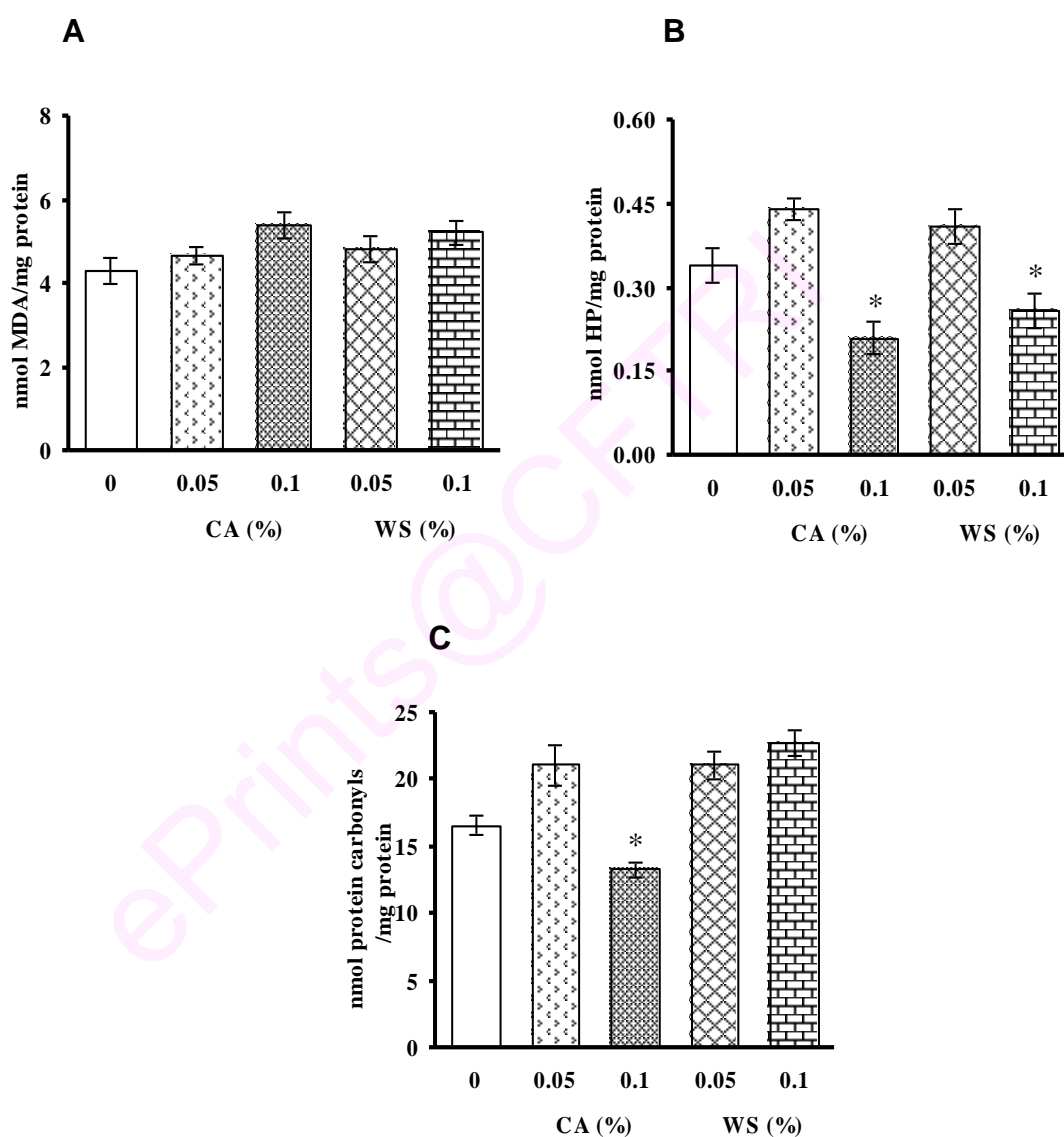 A
8
6
4
2
0
nmol MDA/mg protein
0 0.05 0.1 0.05 0.1
CA (%) WS (%)
B
0.60
0.45
0.30
0.15
0.00
nmol HP/mg protein
*
*
0 0.05 0.1 0.05 0.1
CA (%) WS (%)
C
25
20
15
10
5
0
nmol protein carbonyls
/mg protein
*
0 0.05 0.1 0.05 0.1
CA (%) WS (%)
ePrints@CFTRI